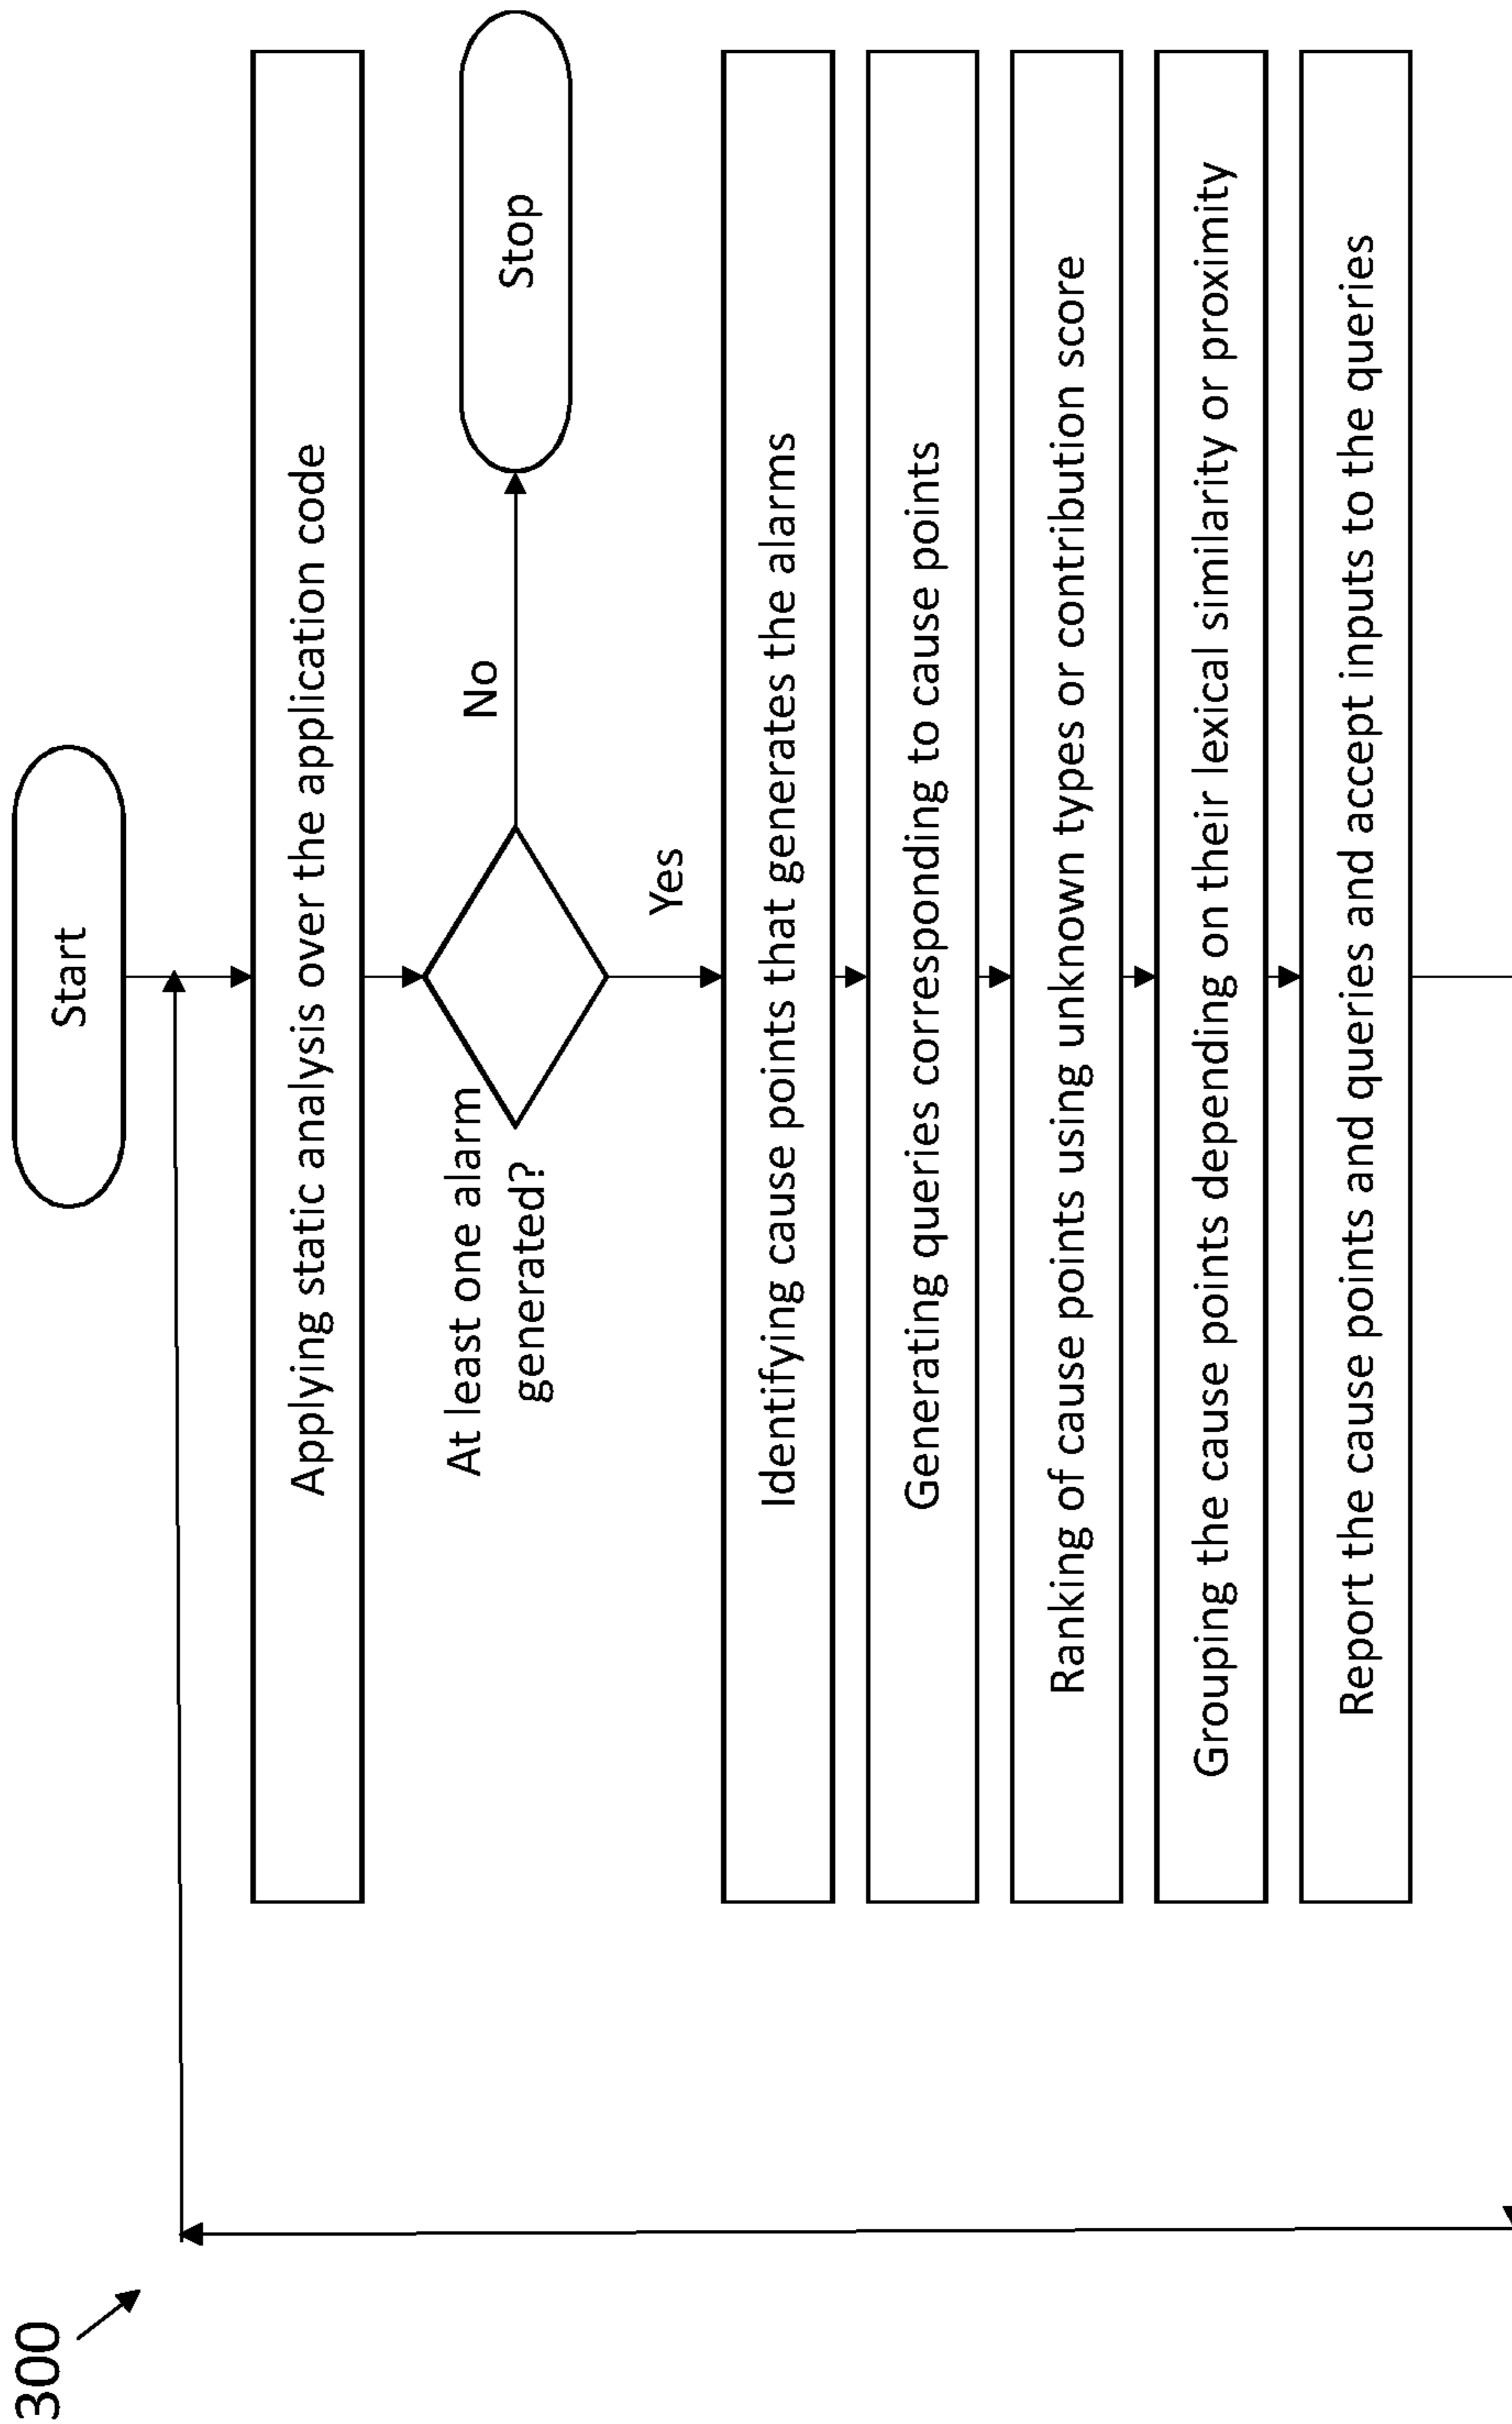 300
Start
Applying static analysis over the application code
At least one alarm
generated?
No
Stop
Yes
Identifying cause points that generates the alarms
Generating queries corresponding to cause points
Ranking of cause points using unknown types or contribution score
Grouping the cause points depending on their lexical similarity or proximity
Report the cause points and queries and accept inputs to the queries